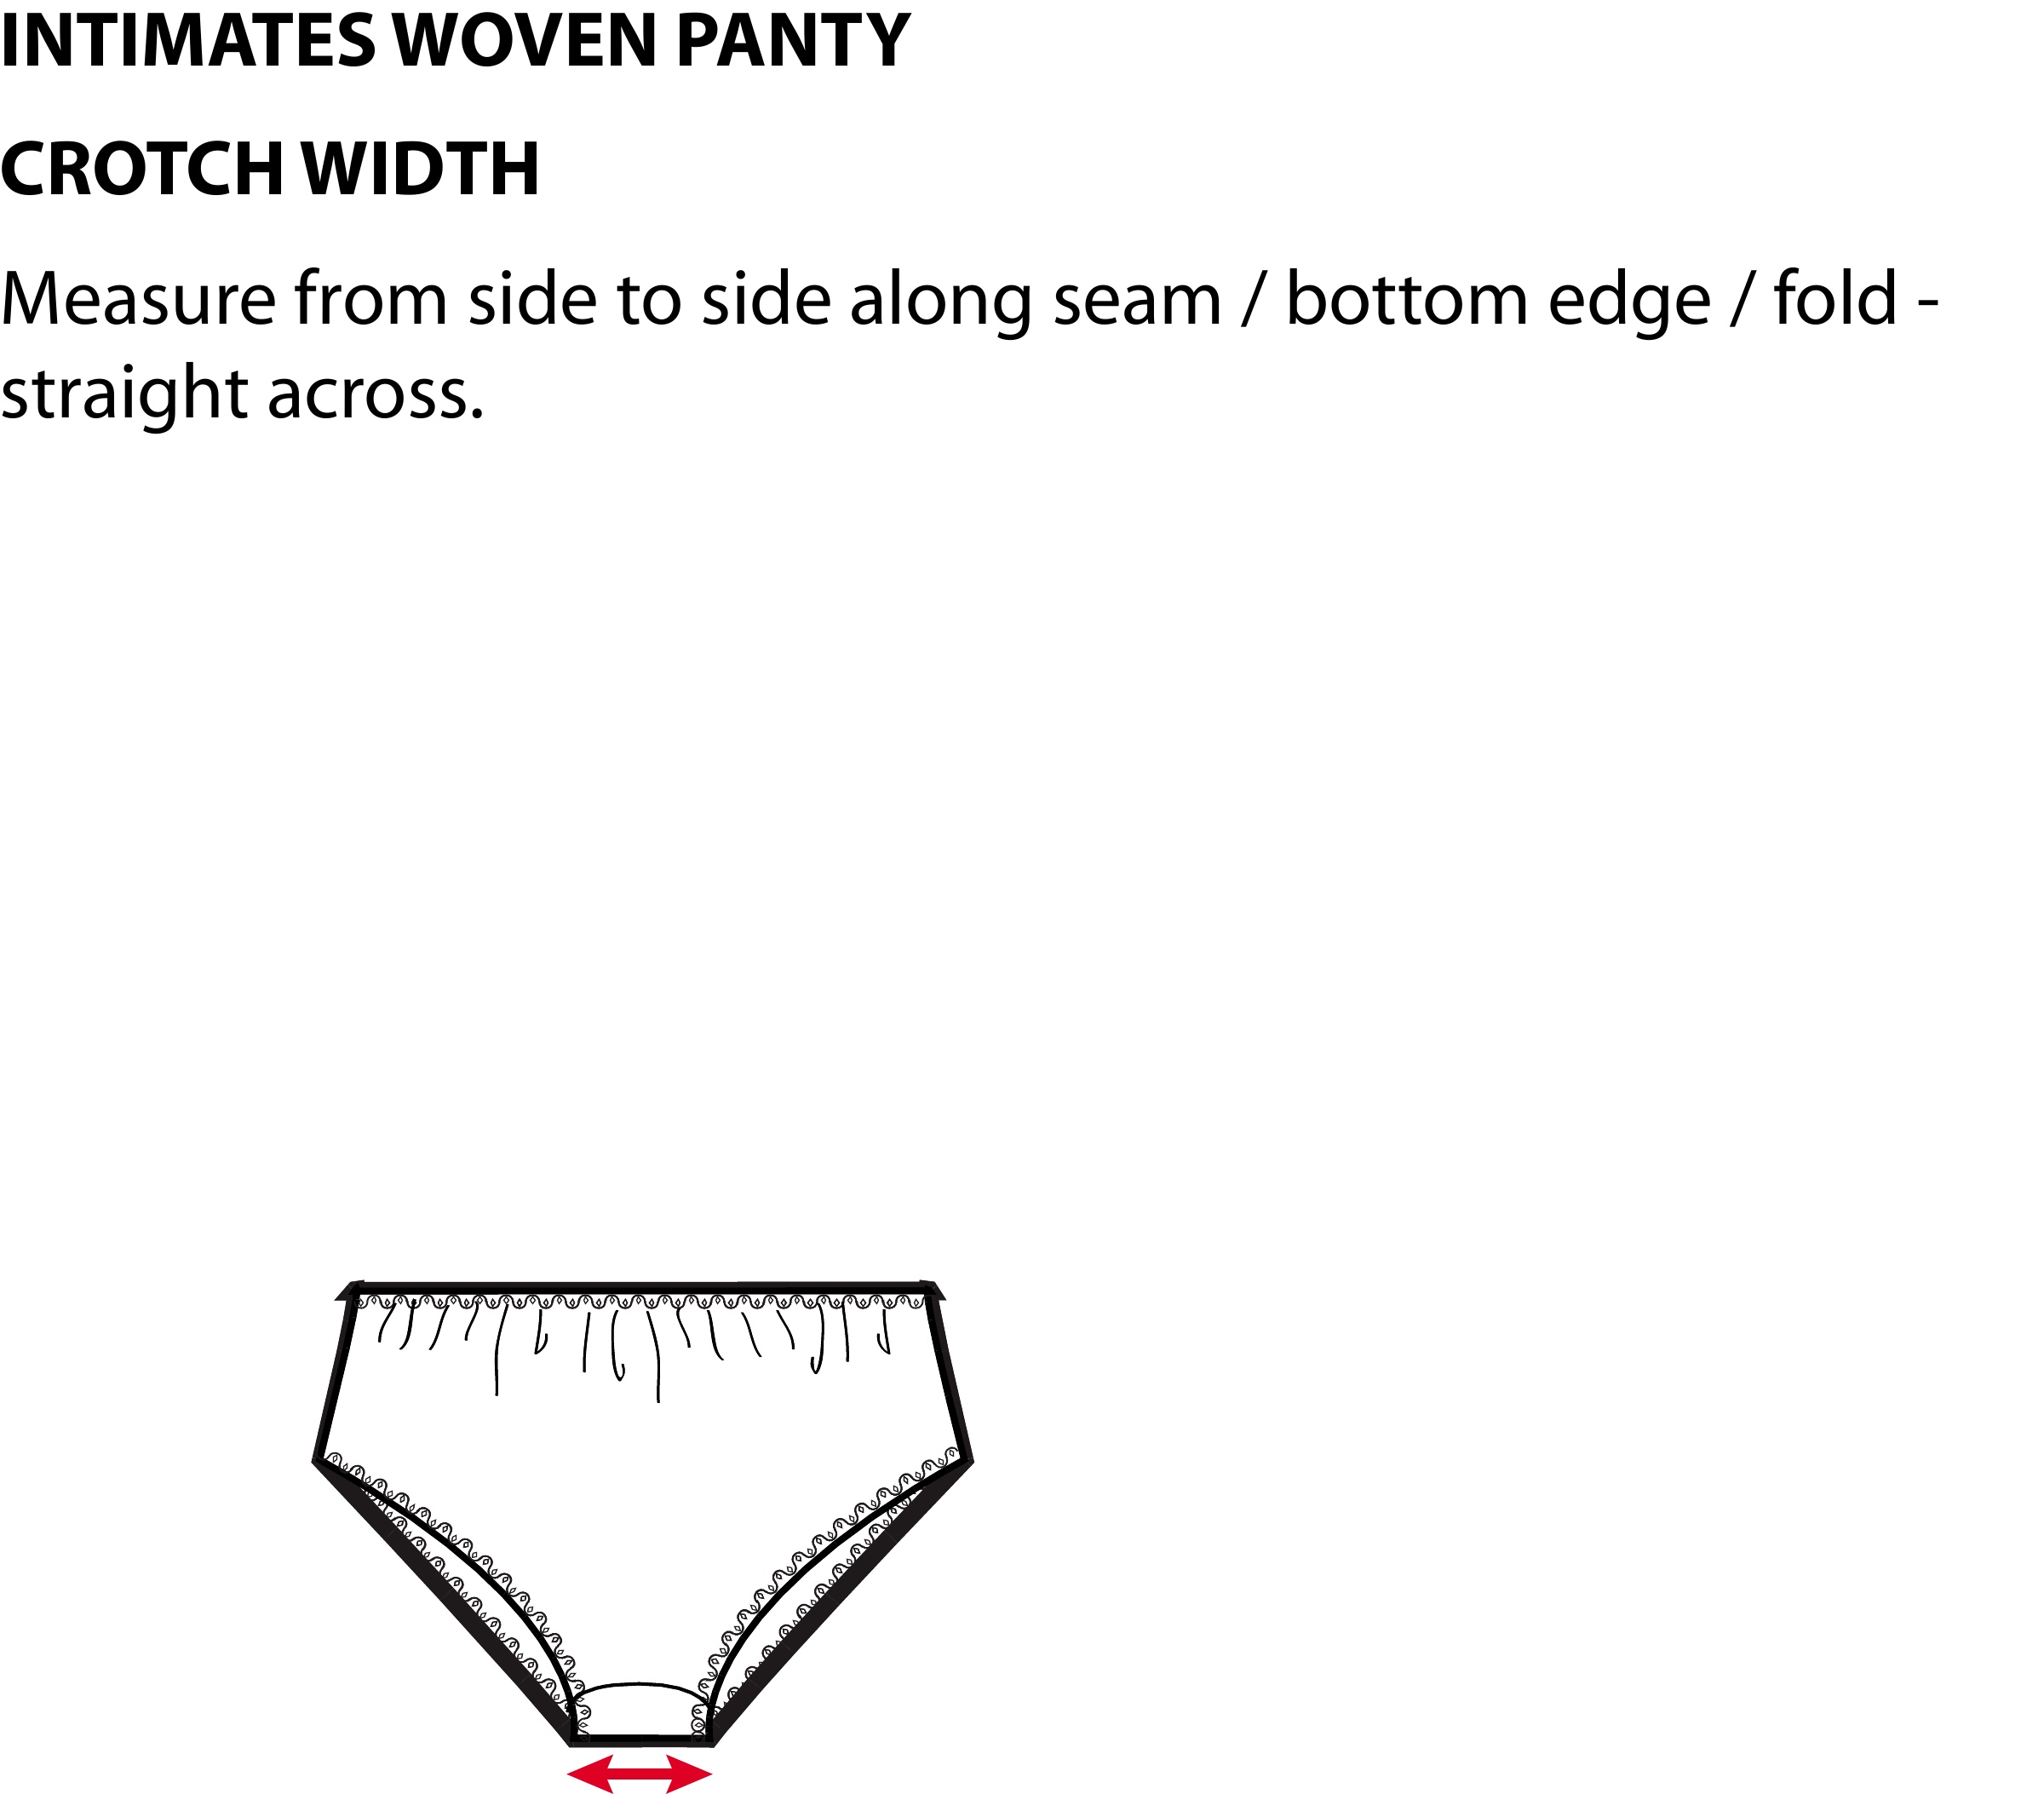 INTIMATES WOVEN PANTY
CROTCH WIDTH
Measure from side to side along seam / bottom edge / fold -
straight across.